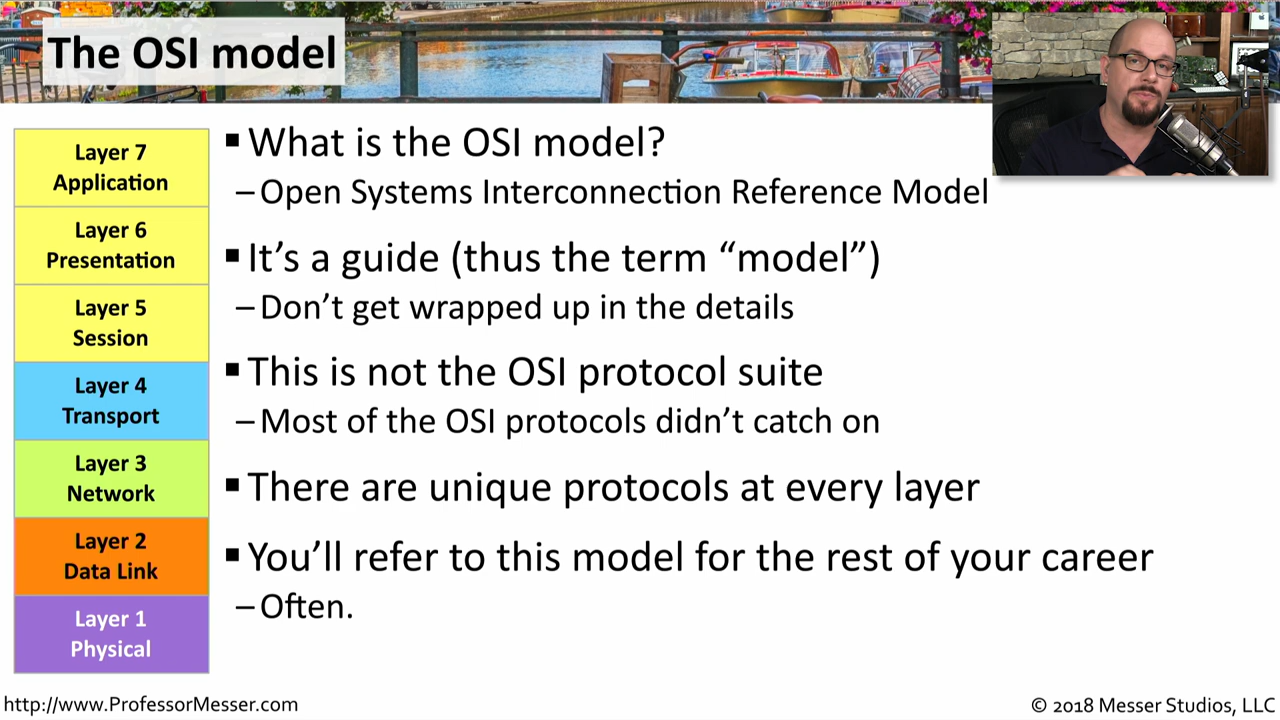 The OSI model
Layer 7
Application
Layer 6
Presentation
Layer 5
Session
Layer 4
Transport
Layer 3
Network
Layer 2
Data Link
Layer 1
Physical
▪ What is the OSI model?
– Open Systems Interconnection Reference Model
▪ It’s a guide (thus the term “model”)
– Don’t get wrapped up in the details
▪ This is not the OSI protocol suite
– Most of the OSI protocols didn’t catch on
▪ There are unique protocols at every layer
▪ You’ll refer to this model for the rest of your career
– Often.
http://www.ProfessorMesser.com
© 2018 Messer Studios, LLC